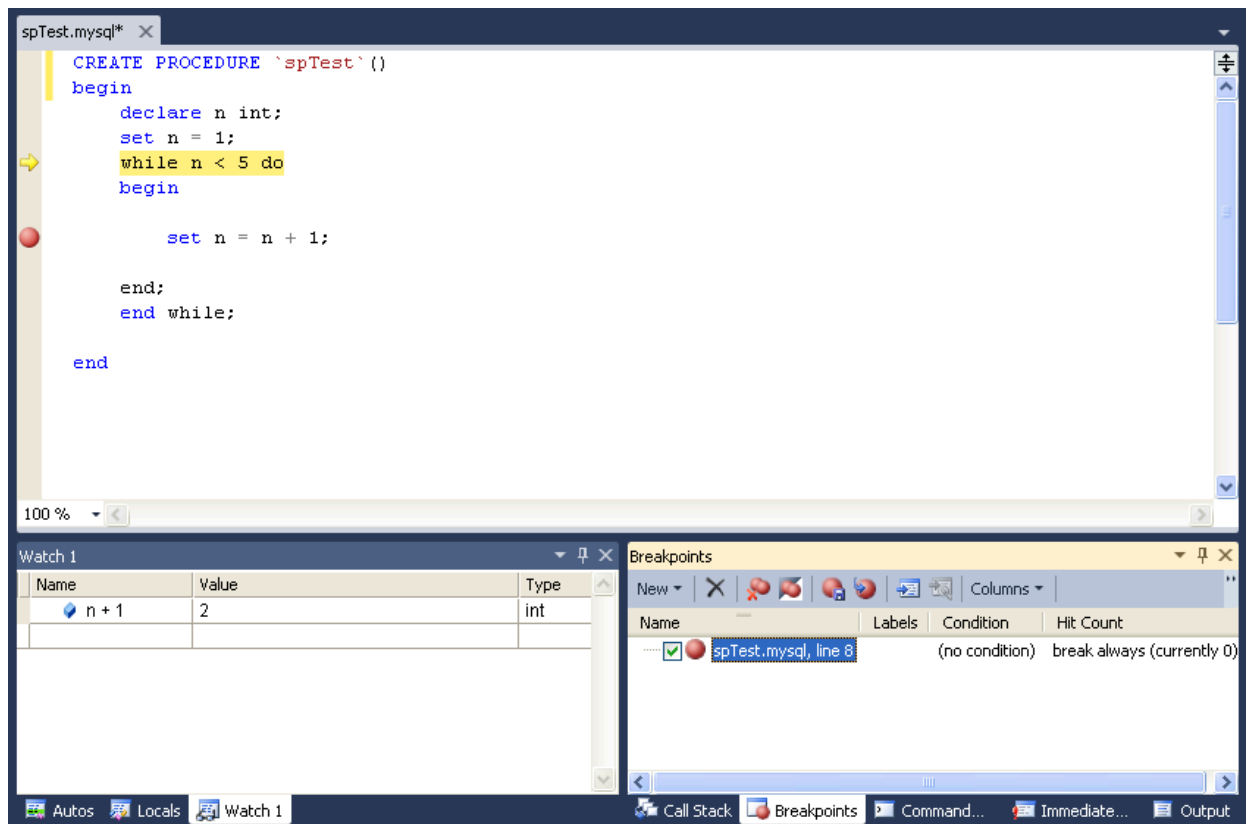 spTest.mysql*
CREATE PROCEDURE `spTest`()
begin
declare n int;
set n = 1;
while n < 5 do
begin
set n = n + 1;
end;
end while;
end
100 %
Watch 1
Name Value Type
n + 1 2 int
Autos Locals Watch 1
Breakpoints
New Columns
Name Labels Condition Hit Count
spTest.mysql, line 8 (no condition) break always (currently 0)
Call Stack Breakpoints Command... Immediate... Output